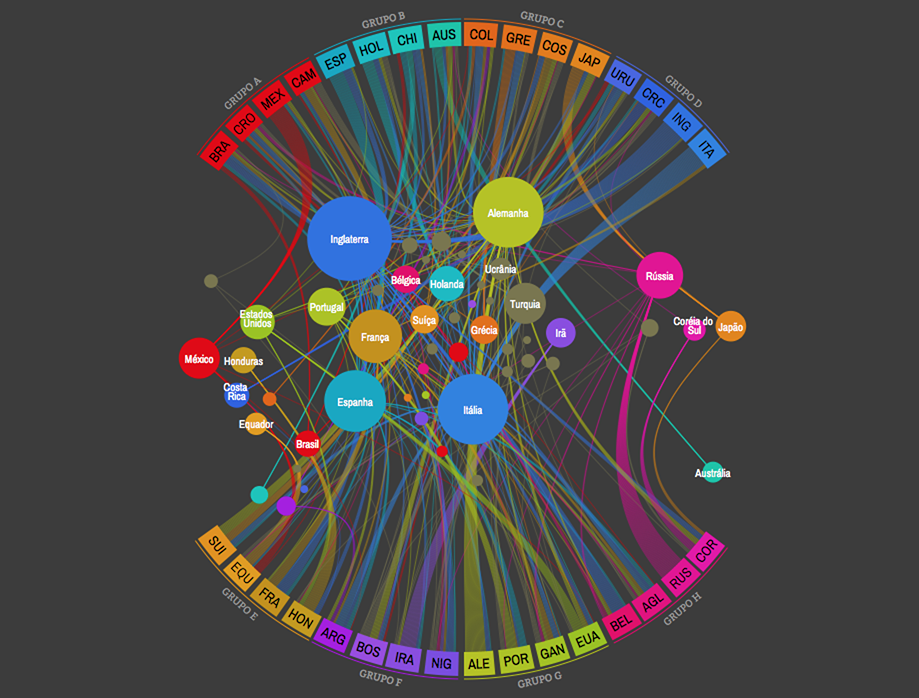 GRUPO B
GRUPO C
GRUPO A
GRUPO D
BRA
CRO
MEX
CAM
ESP
HOL
CHI
AUS
COL
GRE
COS
JAP
URU
CRC
ING
ITA
Inglaterra
Alemanha
Bélgica
Holanda
Ucrânia
Rússia
Portugal
Turquia
Estados
Unidos
Suíça
Grécia
Irã
Coréia do
Sul
Japão
França
México
Honduras
Costa
Rica
Espanha
Itália
Equador
Brasil
Austrália
SUI
EQU
FRA
HON
ARG
BOS
IRA
NIG
ALE
POR
GAN
EUA
BEL
AGL
RUS
COR
GRUPO E
GRUPO F
GRUPO G
GRUPO H